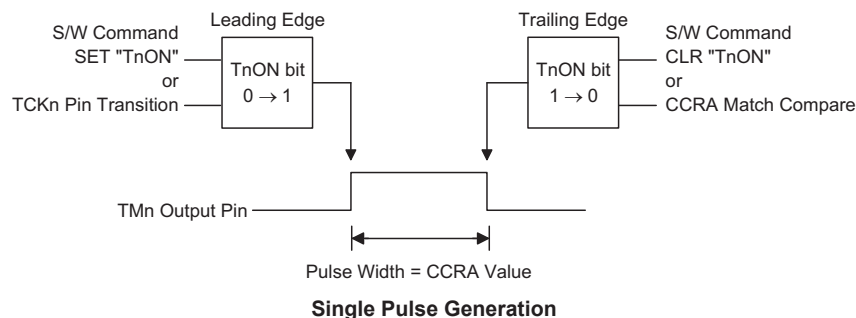 Leading Edge
S/W Command
SET "TnON"
or
TCKn Pin Transition
TnON bit
0 → 1
Trailing Edge
TnON bit
1 → 0
S/W Command
CLR "TnON"
or
CCRA Match Compare
TMn Output Pin
Pulse Width = CCRA Value
Single Pulse Generation